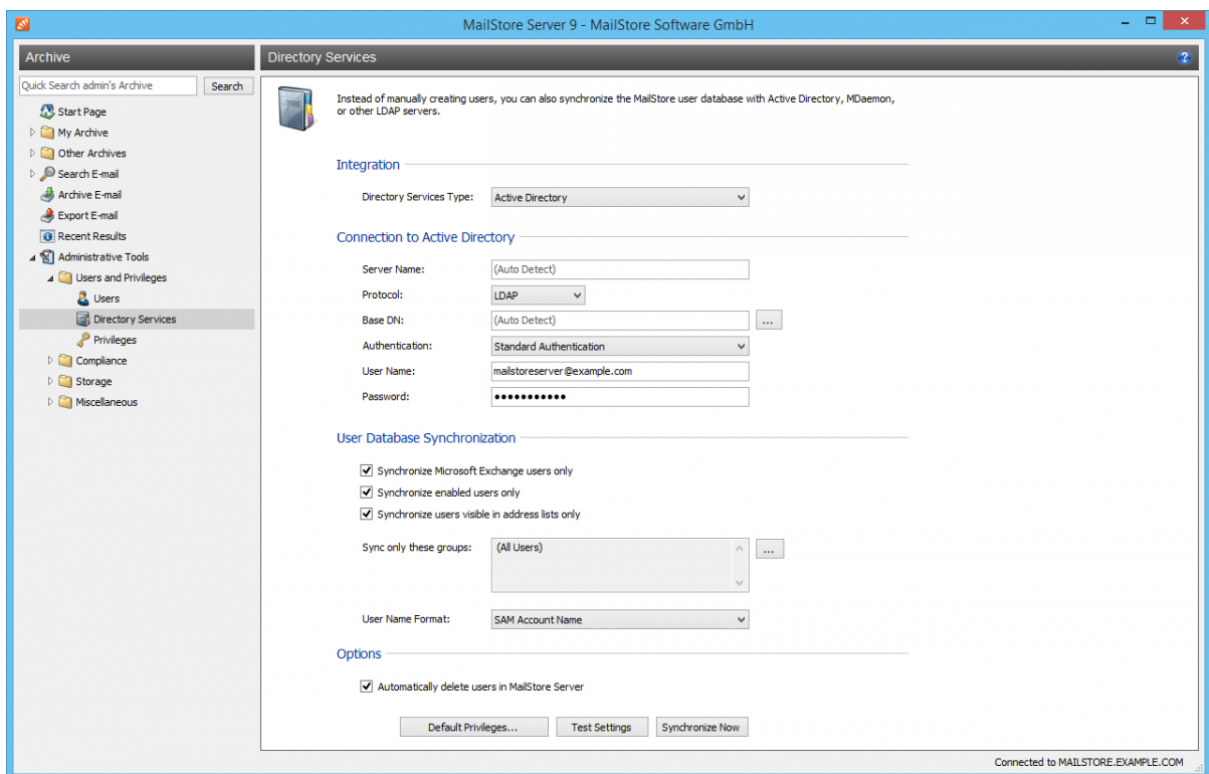 MailStore Server 9 - MailStore Software GmbH
Archive
Directory Services
Quick Search admin's Archive
Search
Start Page
My Archive
Other Archives
Search E-mail
Archive E-mail
Export E-mail
Recent Results
Administrative Tools
Users and Privileges
Users
Directory Services
Privileges
Compliance
Storage
Miscellaneous
Instead of manually creating users, you can also synchronize the MailStore user database with Active Directory, MDaemon,
or other LDAP servers.
Integration
Directory Services Type: Active Directory
Connection to Active Directory
Server Name: (Auto Detect)
Protocol: LDAP
Base DN: (Auto Detect) ...
Authentication: Standard Authentication
User Name: mailstoreserver@example.com
Password: ●●●●●●●●●●●
User Database Synchronization
Synchronize Microsoft Exchange users only
Synchronize enabled users only
Synchronize users visible in address lists only
Sync only these groups: (All Users) ...
User Name Format: SAM Account Name
Options
Automatically delete users in MailStore Server
Default Privileges... Test Settings Synchronize Now
Connected to MAILSTORE.EXAMPLE.COM